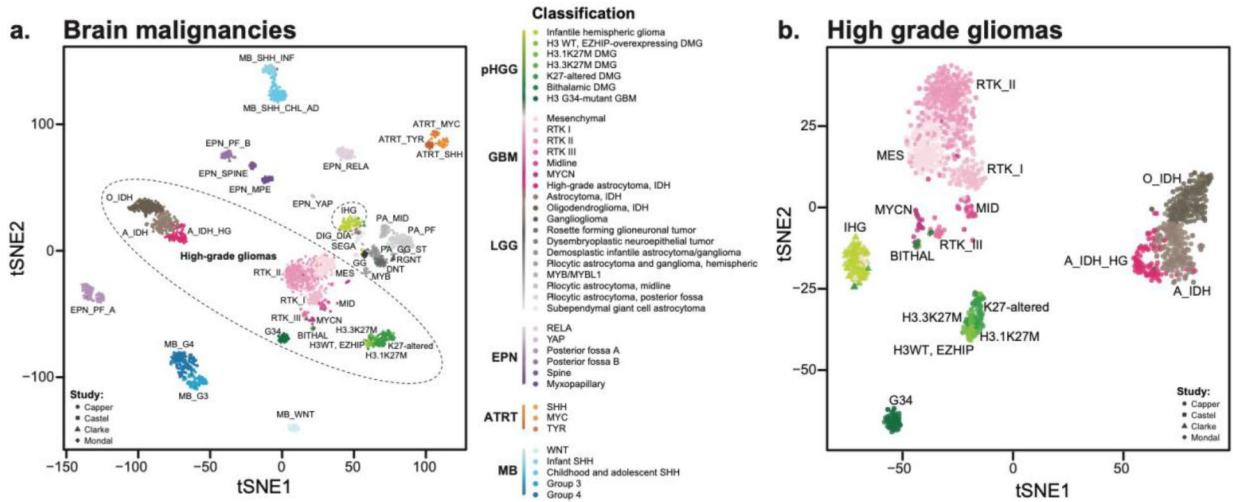 a. Brain malignancies
tSNE2
100
0
−100
−150
−100
−50
0
50
100
tSNE1
MB_SHH_INF
MB_SHH_CHL_AD
ATRT_MYC
ATRT_TYR
ATRT_SHH
EPN_PF_B
EPN_SPINE
EPN_MPE
EPN_RELA
EPN_YAP
O_IDH
A_IDH
A_IDH_HG
IHG
DIG_DIA
SEGA
PA_MID
PA_PF
PA_GG_ST
GG
RGNT
DNT
MYB
High-grade gliomas
RTK_II
MES
RTK_I
MID
RTK_III
MYCN
BITHAL
G34
H3.3K27M
H3WT, EZHIP
K27-altered
H3.1K27M
EPN_PF_A
MB_G4
MB_G3
MB_WNT
Study:
Capper
Castel
Clarke
Mondal
Classification
pHGG
Infantile hemispheric glioma
H3 WT, EZHIP-overexpressing DMG
H3.1K27M DMG
H3.3K27M DMG
K27-altered DMG
Bithalamic DMG
H3 G34-mutant GBM
GBM
Mesenchymal
RTK I
RTK II
RTK III
Midline
MYCN
High-grade astrocytoma, IDH
LGG
Astrocytoma, IDH
Oligodendroglioma, IDH
Ganglioglioma
Rosette forming glioneuronal tumor
Dysembryoplastic neuroepithelial tumor
Demosplastic infantile astrocytoma/ganglioma
Pilocytic astrocytoma and ganglioma, hemispheric
MYB/MYBL1
Pilocytic astrocytoma, midline
Pilocytic astrocytoma, posterior fossa
Subependymal giant cell astrocytoma
EPN
RELA
YAP
Posterior fossa A
Posterior fossa B
Spine
Myxopapillary
ATRT
SHH
MYC
TYR
MB
WNT
Infant SHH
Childhood and adolescent SHH
Group 3
Group 4
b. High grade gliomas
tSNE2
25
0
−25
−50
−50
0
50
tSNE1
RTK_II
MES
RTK_I
MYCN
MID
RTK_III
BITHAL
IHG
O_IDH
A_IDH_HG
A_IDH
K27-altered
H3.3K27M
H3.1K27M
H3WT, EZHIP
G34
Study:
Capper
Castel
Clarke
Mondal